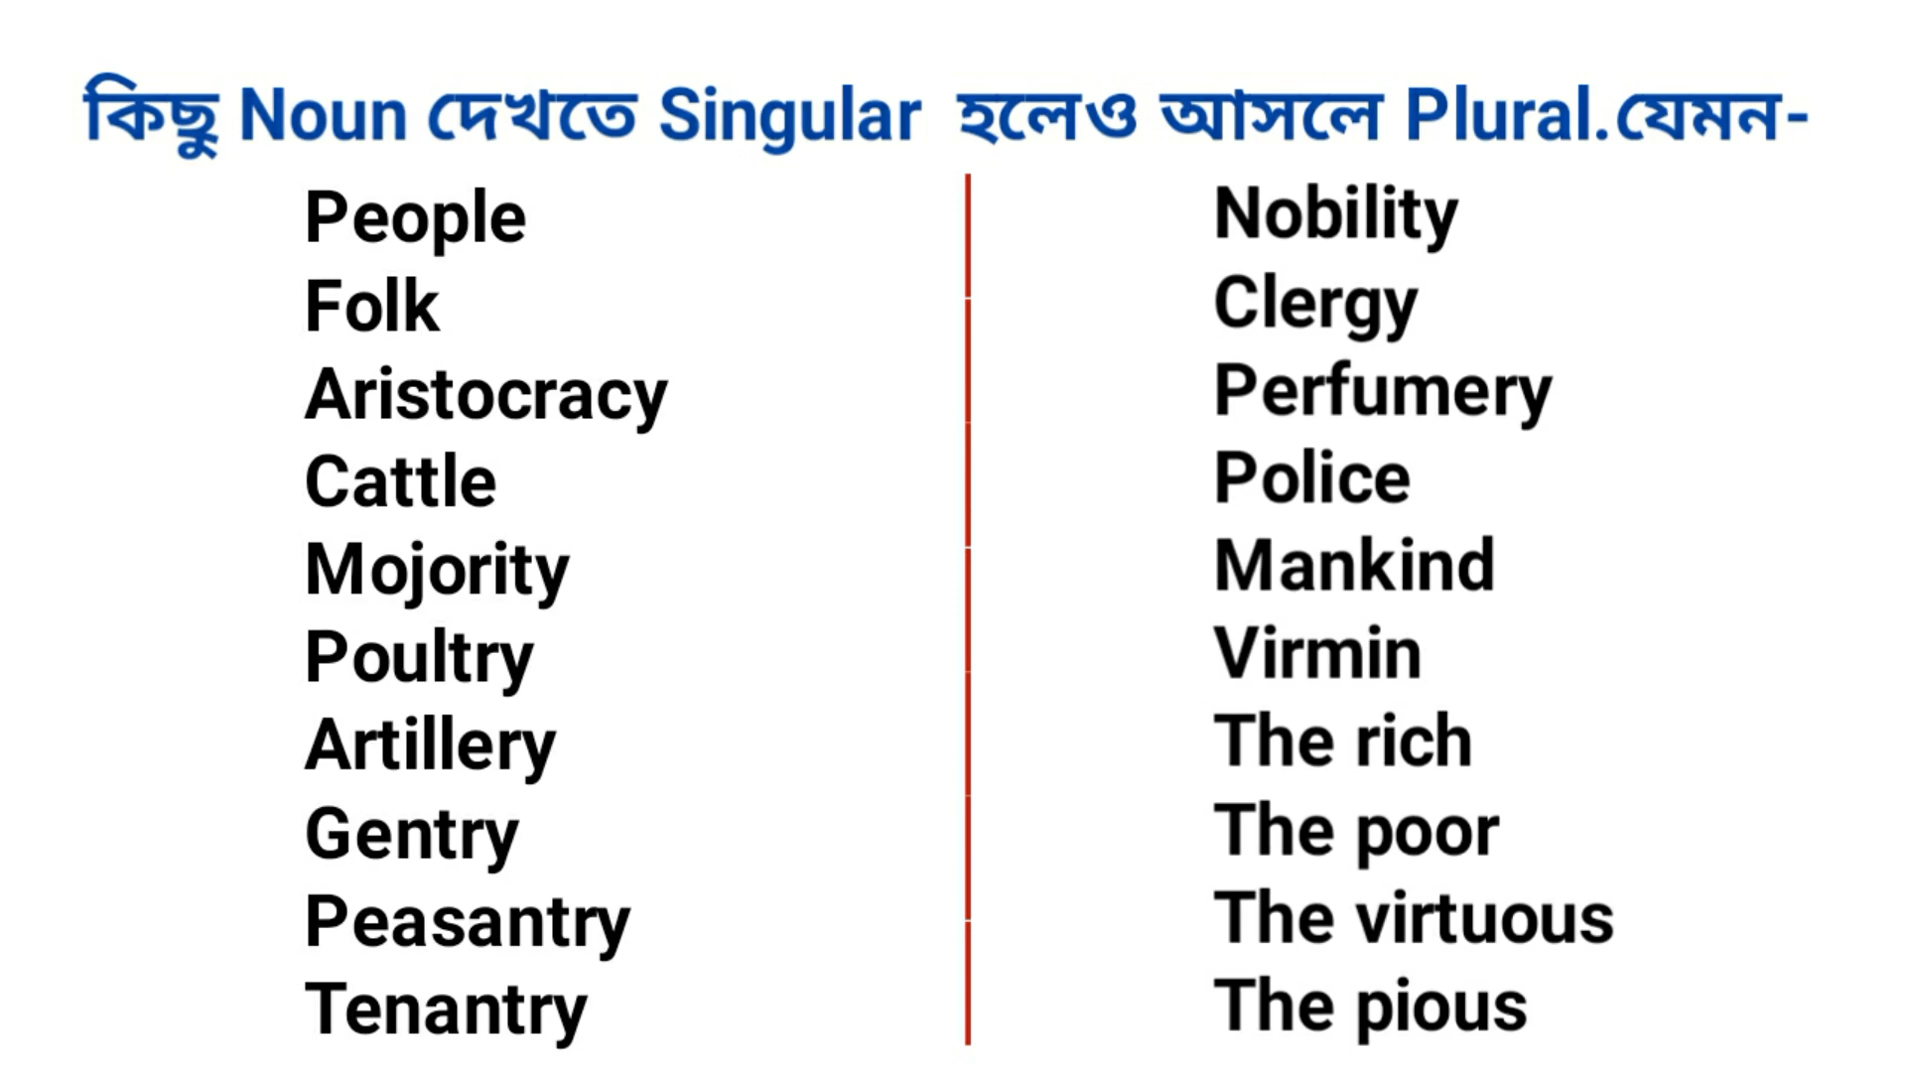 কিছু Noun দেখতে Singular হলেও আসলে Plural.যেমন-
People
Folk
Aristocracy
Cattle
Mojority
Poultry
Artillery
Gentry
Peasantry
Tenantry
Nobility
Clergy
Perfumery
Police
Mankind
Virmin
The rich
The poor
The virtuous
The pious